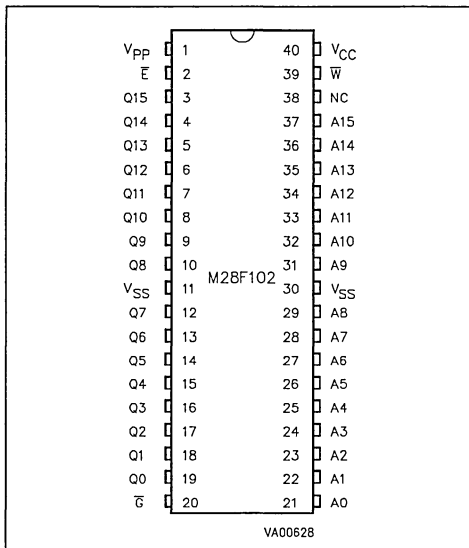 V̅PP 1 40 VCC
E̅ 2 39 W̅
Q15 3 38 NC
Q14 4 37 A15
Q13 5 36 A14
Q12 6 35 A13
Q11 7 34 A12
Q10 8 33 A11
Q9 9 32 A10
Q8 10 31 A9
M28F102
VSS 11 30 VSS
Q7 12 29 A8
Q6 13 28 A7
Q5 14 27 A6
Q4 15 26 A5
Q3 16 25 A4
Q2 17 24 A3
Q1 18 23 A2
Q0 19 22 A1
G̅ 20 21 A0
VA00628